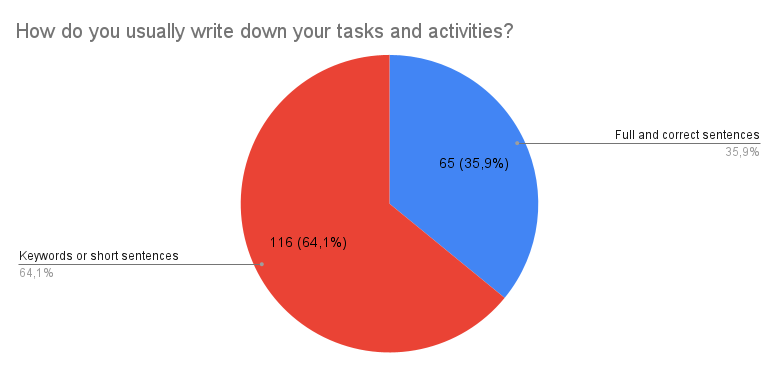 How do you usually write down your tasks and activities?
Full and correct sentences
35,9%
65 (35,9%)
116 (64,1%)
Keywords or short sentences
64,1%